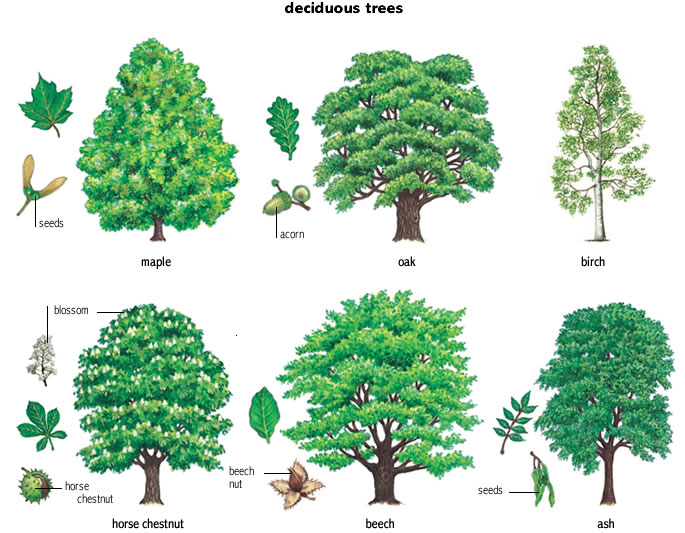 deciduous trees
seeds
acorn
maple
oak
birch
blossom
horse
chestnut
beech
nut
seeds
horse chestnut
beech
ash